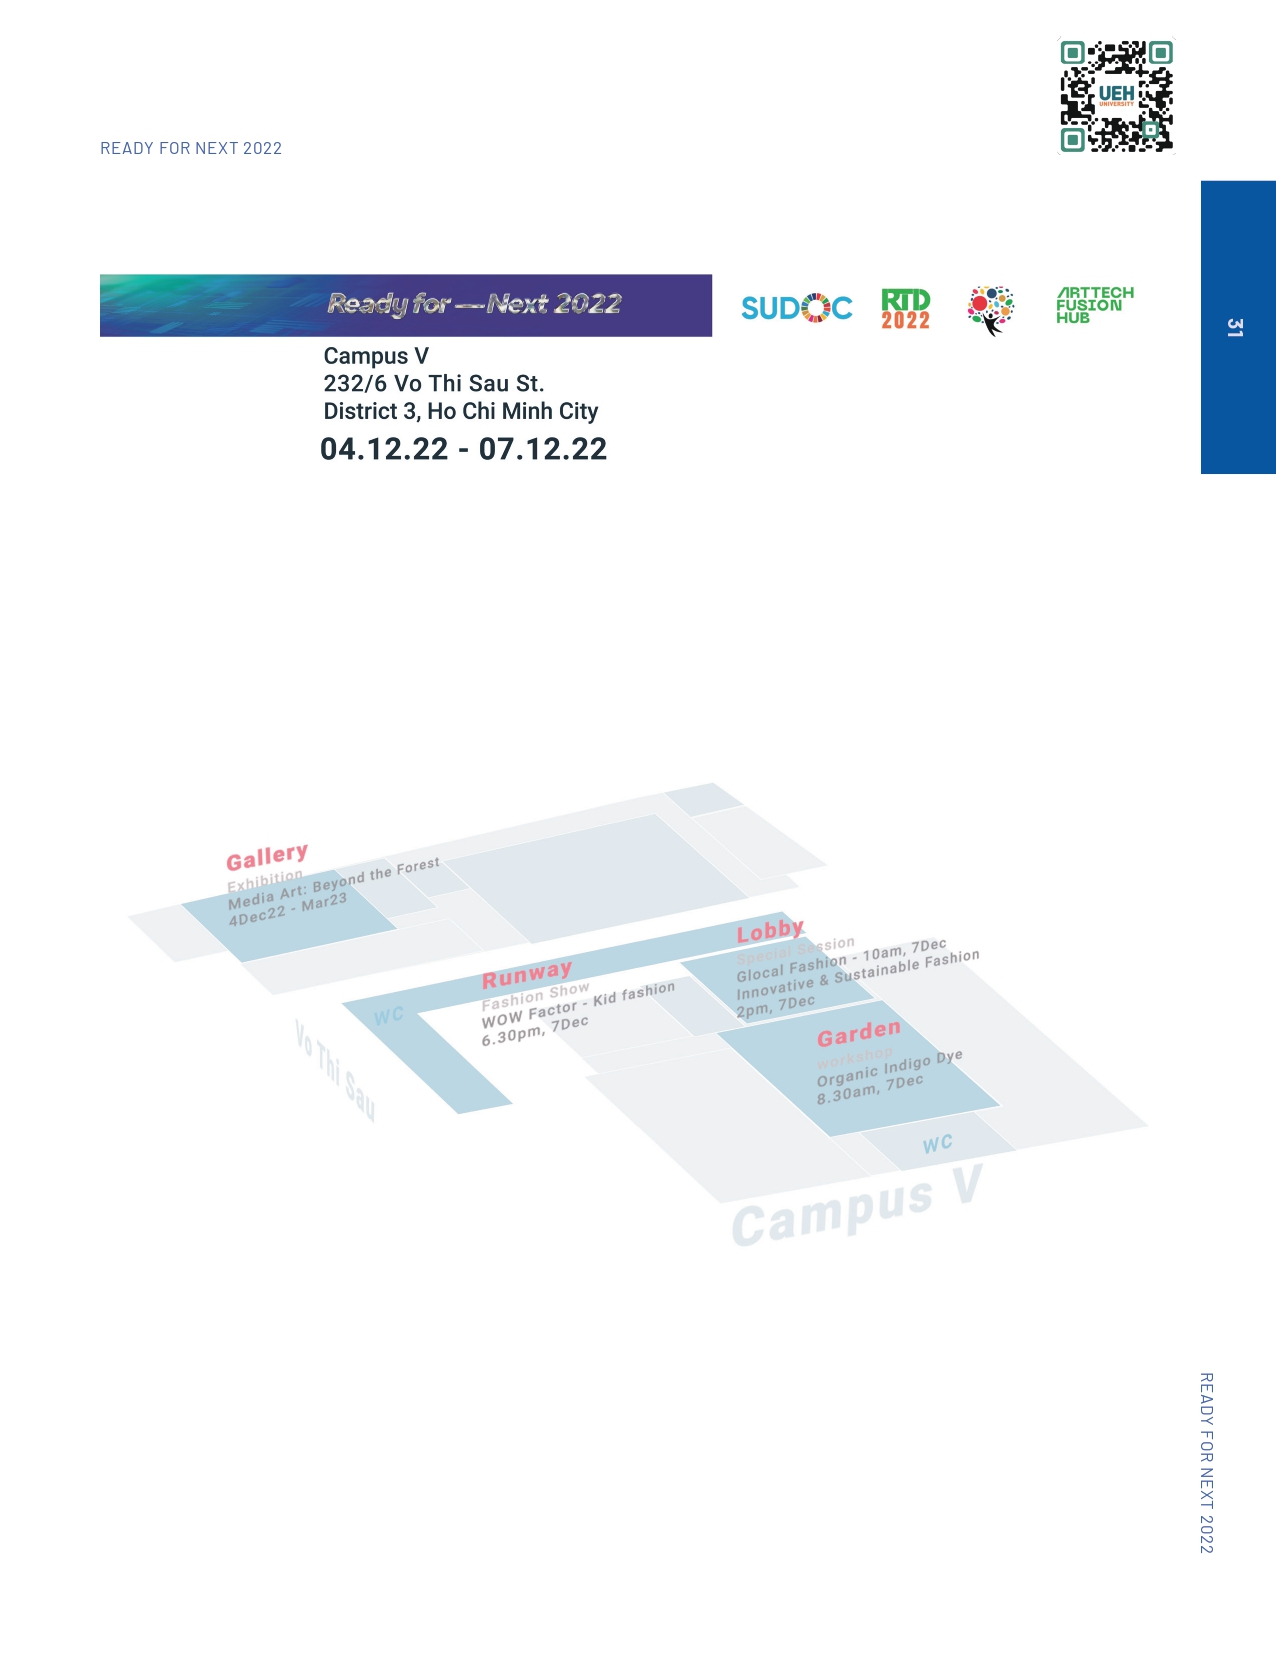 UEH
UNIVERSITY
READY FOR NEXT 2022
Ready for — Next 2022
SUDOC
RTD
2022
ARTTECH
FUSION
HUB
31
Campus V
232/6 Vo Thi Sau St.
District 3, Ho Chi Minh City
04.12.22 - 07.12.22
Gallery
Exhibition
Media Art: Beyond the Forest
4Dec22 - Mar23
Lobby
Special Session
Glocal Fashion - 10am, 7Dec
Innovative & Sustainable Fashion
2pm, 7Dec
Runway
Fashion Show
WOW Factor - Kid fashion
6.30pm, 7Dec
WC
Vo Thi Sau
Garden
workshop
Organic Indigo Dye
8.30am, 7Dec
WC
Campus V
READY FOR NEXT 2022